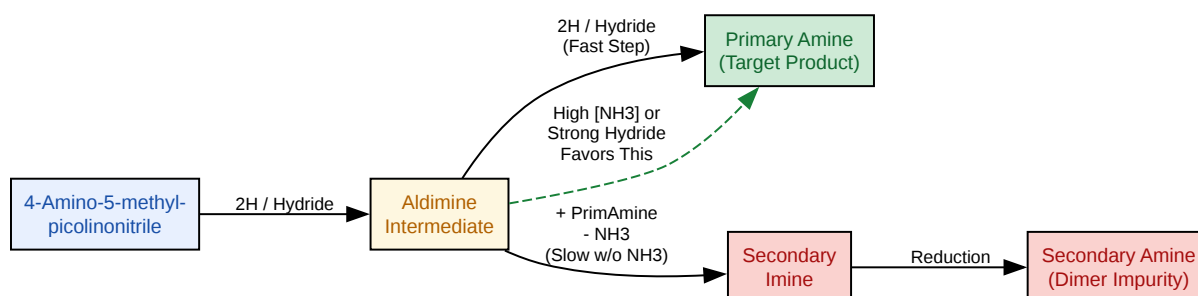 4-Amino-5-methyl-
picolinonitrile
2H / Hydride
Aldimine
Intermediate
2H / Hydride
(Fast Step)
High [NH3] or
Strong Hydride
Favors This
Primary Amine
(Target Product)
+ PrimAmine
- NH3
(Slow w/o NH3)
Secondary
Imine
Reduction
Secondary Amine
(Dimer Impurity)